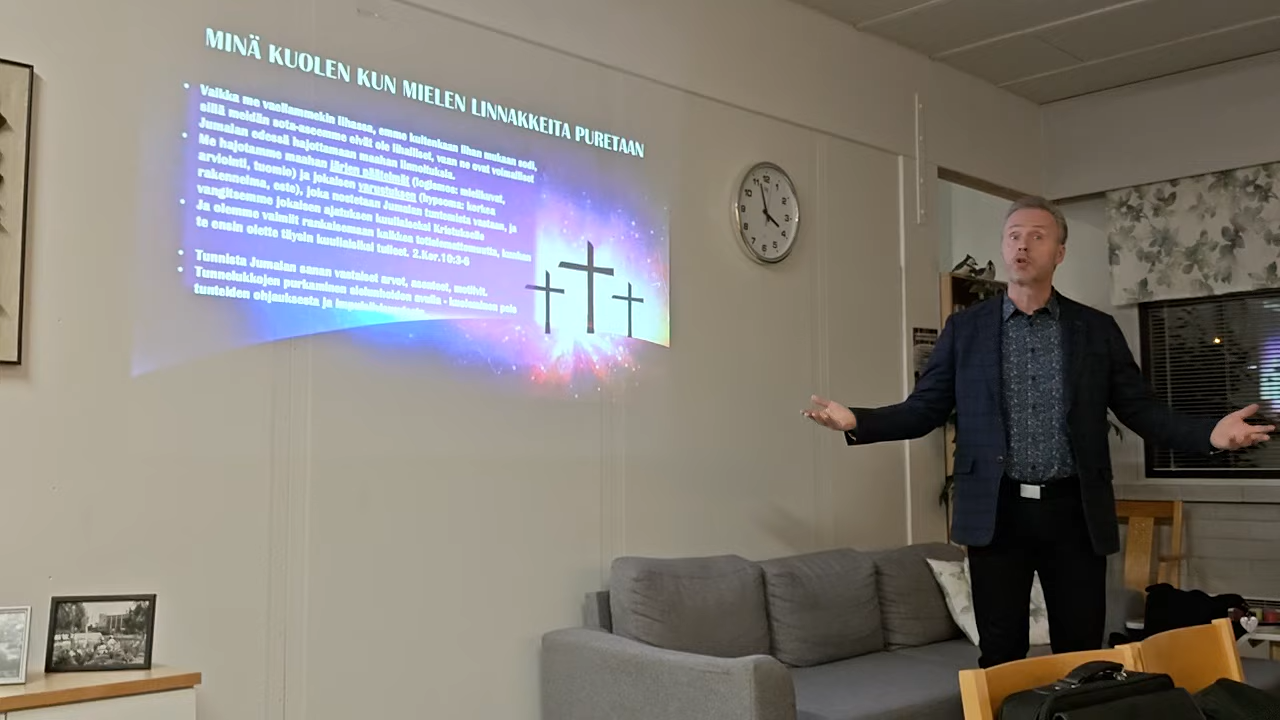 MINÄ KUOLEN KUN MIELEN LINNAKKEITA PURETAAN
• Vaikka me vaellammekin lihassa, emme kuitenkaan lihan mukaan sodi,
sillä meidän sota-aseemme eivät ole lihalliset, vaan ne ovat voimalliset
Jumalan edessä hajottamaan maahan linnoituksia.
• Me hajotamme maahan järjen päätelmät (logismos: mielikuvat,
arviointi, tuomio) ja jokaisen varustuksen (hypsoma: korkea
rakennelma, este), joka nostetaan Jumalan tuntemista vastaan, ja
vangitsemme jokaisen ajatuksen kuuliaiseksi Kristukselle
• Ja olemme valmiit rankaisemaan kaikkea tottelemattomuutta, kunhan
te ensin olette täysin kuuliaisiksi tulleet. 2.Kor.10:3-6
• Tunnista Jumalan sanan vastaiset arvot, asenteet, motiivit.
• Tunnelukkojen purkaminen sielunhoidon avulla - kuoleminen pois
tunteiden ohjauksesta ja